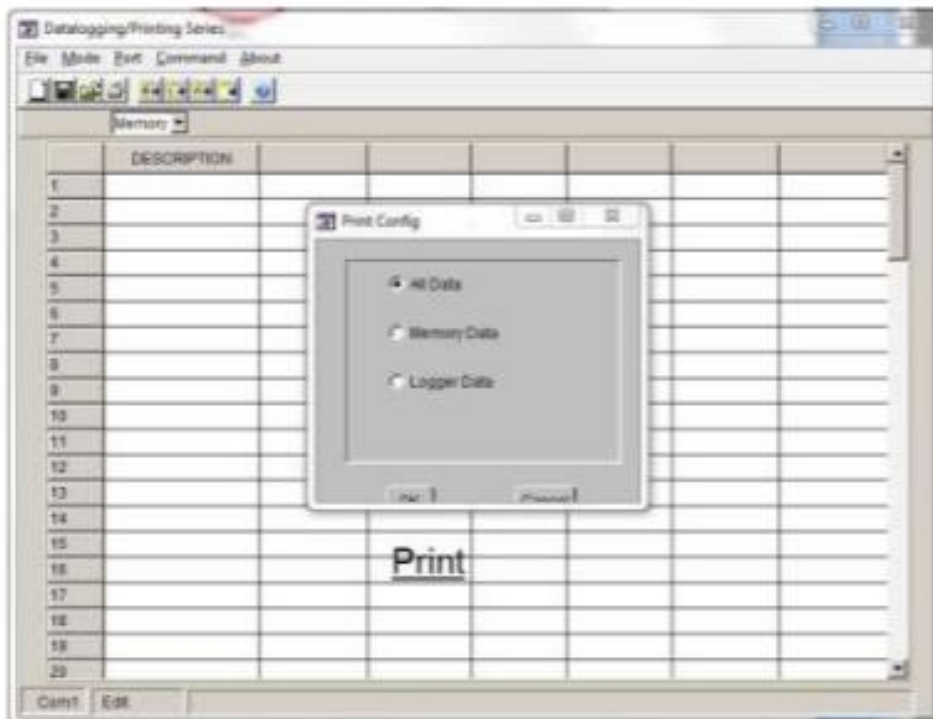 Datalogging/Printing Series
File Mode Port Command About
Memory
DESCRIPTION
1
2
3
4
5
6
7
8
9
10
11
12
13
14
15
16
17
18
19
20
Print Config
All Data
Memory Data
Logger Data
OK
Cancel
Print
Com1 Edit